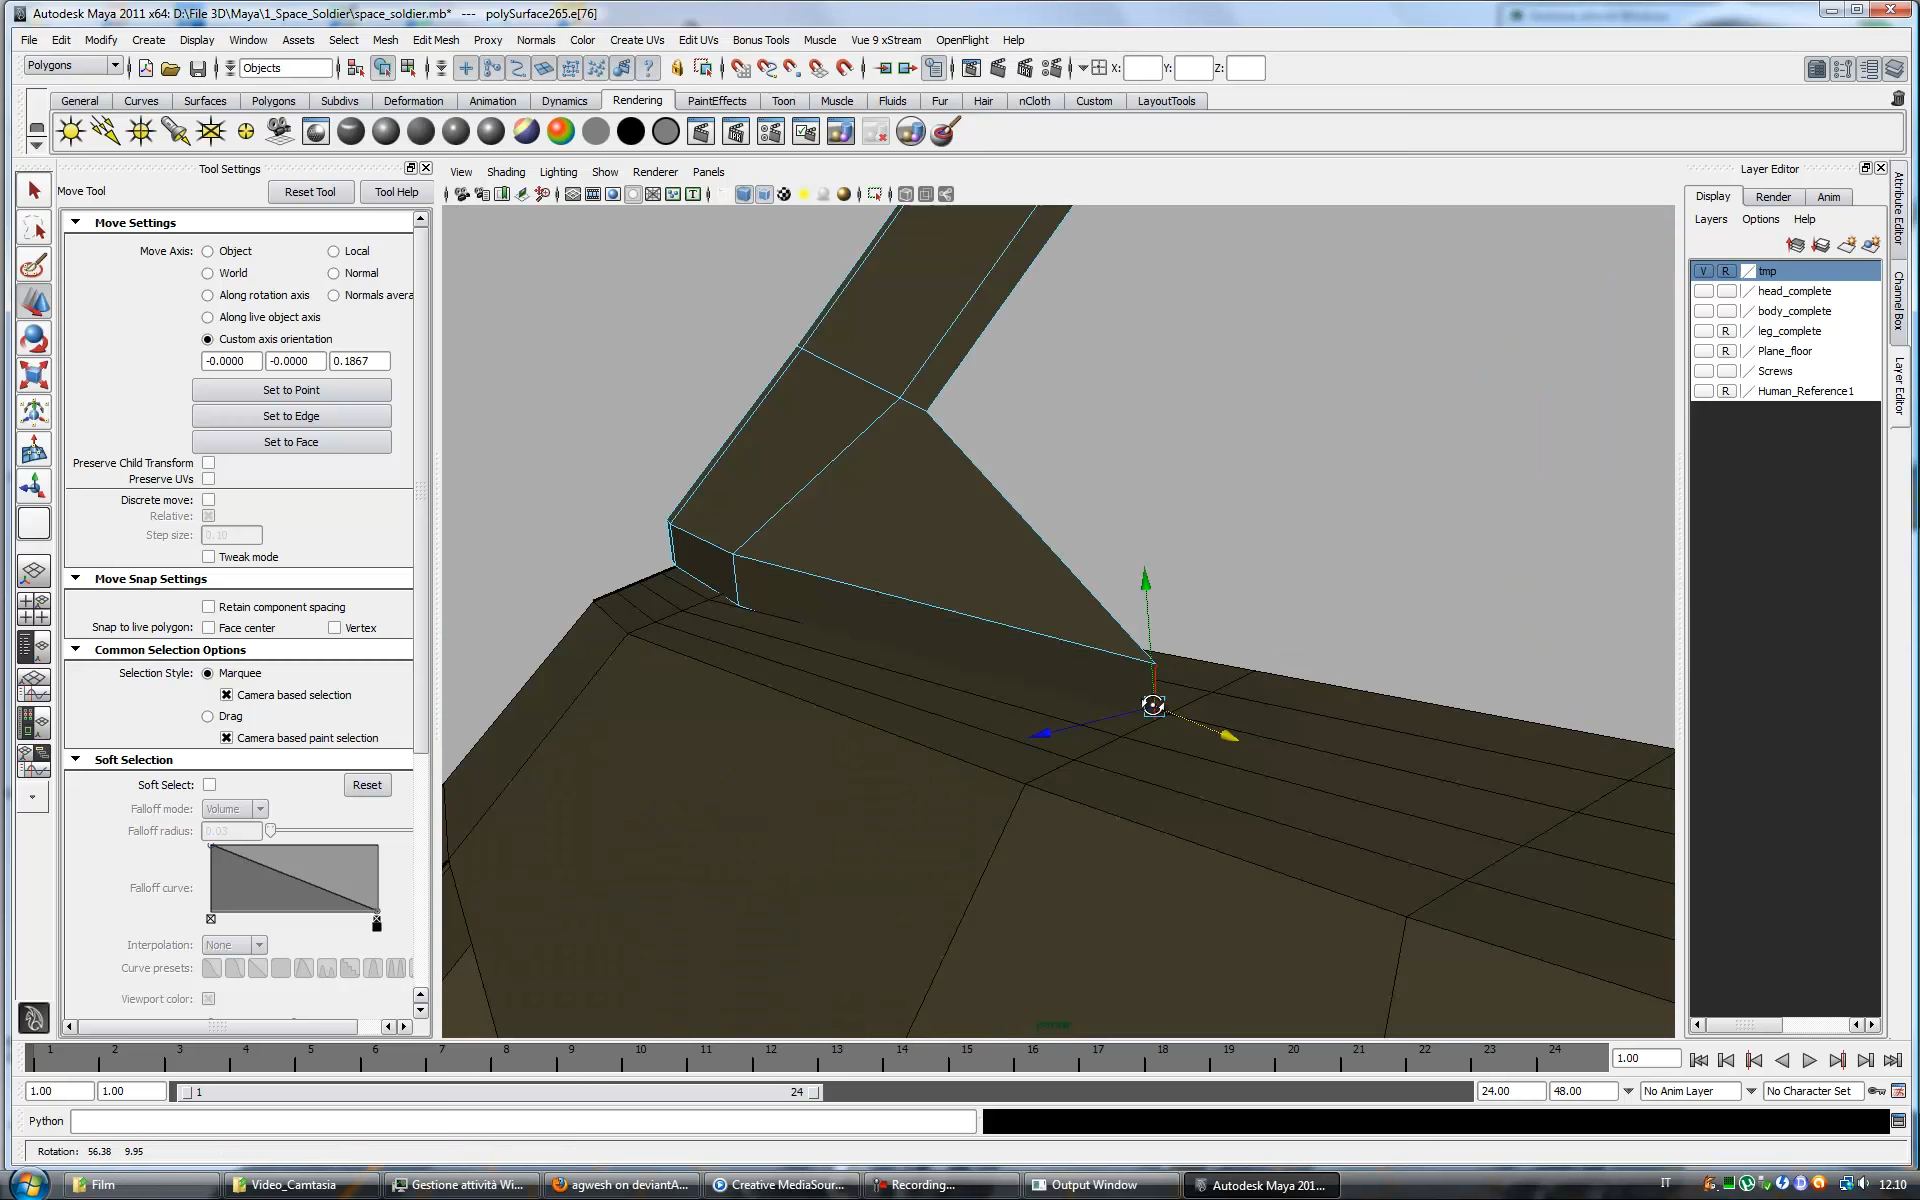 Autodesk Maya 2011 x64: D:\File 3D\Maya\1_Space_Soldier\space_soldier.mb* --- polySurface265.e[76]
File Edit Modify Create Display Window Assets Select Mesh Edit Mesh Proxy Normals Color Create UVs Edit UVs Bonus Tools Muscle Vue 9 xStream OpenFlight Help
Polygons Objects X: Y: Z:
General Curves Surfaces Polygons Subdivs Deformation Animation Dynamics Rendering PaintEffects Toon Muscle Fluids Fur Hair nCloth Custom LayoutTools
Tool Settings
Move Tool Reset Tool Tool Help
Move Settings
Move Axis: Object Local
World Normal
Along rotation axis Normals avera
Along live object axis
Custom axis orientation
-0.0000 -0.0000 0.1867
Set to Point
Set to Edge
Set to Face
Preserve Child Transform
Preserve UVs
Discrete move:
Relative:
Step size: 0.10
Tweak mode
Move Snap Settings
Retain component spacing
Snap to live polygon: Face center Vertex
Common Selection Options
Selection Style: Marquee
Camera based selection
Drag
Camera based paint selection
Soft Selection
Soft Select: Reset
Falloff mode: Volume
Falloff radius: 0.03
Falloff curve:
Interpolation: None
Curve presets:
Viewport color:
View Shading Lighting Show Renderer Panels
persp
Layer Editor
Display Render Anim
Layers Options Help
V R tmp
head_complete
body_complete
R leg_complete
R Plane_floor
Screws
R Human_Reference1
Attribute Editor
Channel Box
Layer Editor
1 2 3 4 5 6 7 8 9 10 11 12 13 14 15 16 17 18 19 20 21 22 23 24 1.00
1.00 1.00 1 24 24.00 48.00 No Anim Layer No Character Set
Python
Rotation: 56.38 9.95
Film Video_Camtasia Gestione attività Wi... agwesh on deviantA... Creative MediaSour... Recording... Output Window Autodesk Maya 201... IT 12.10